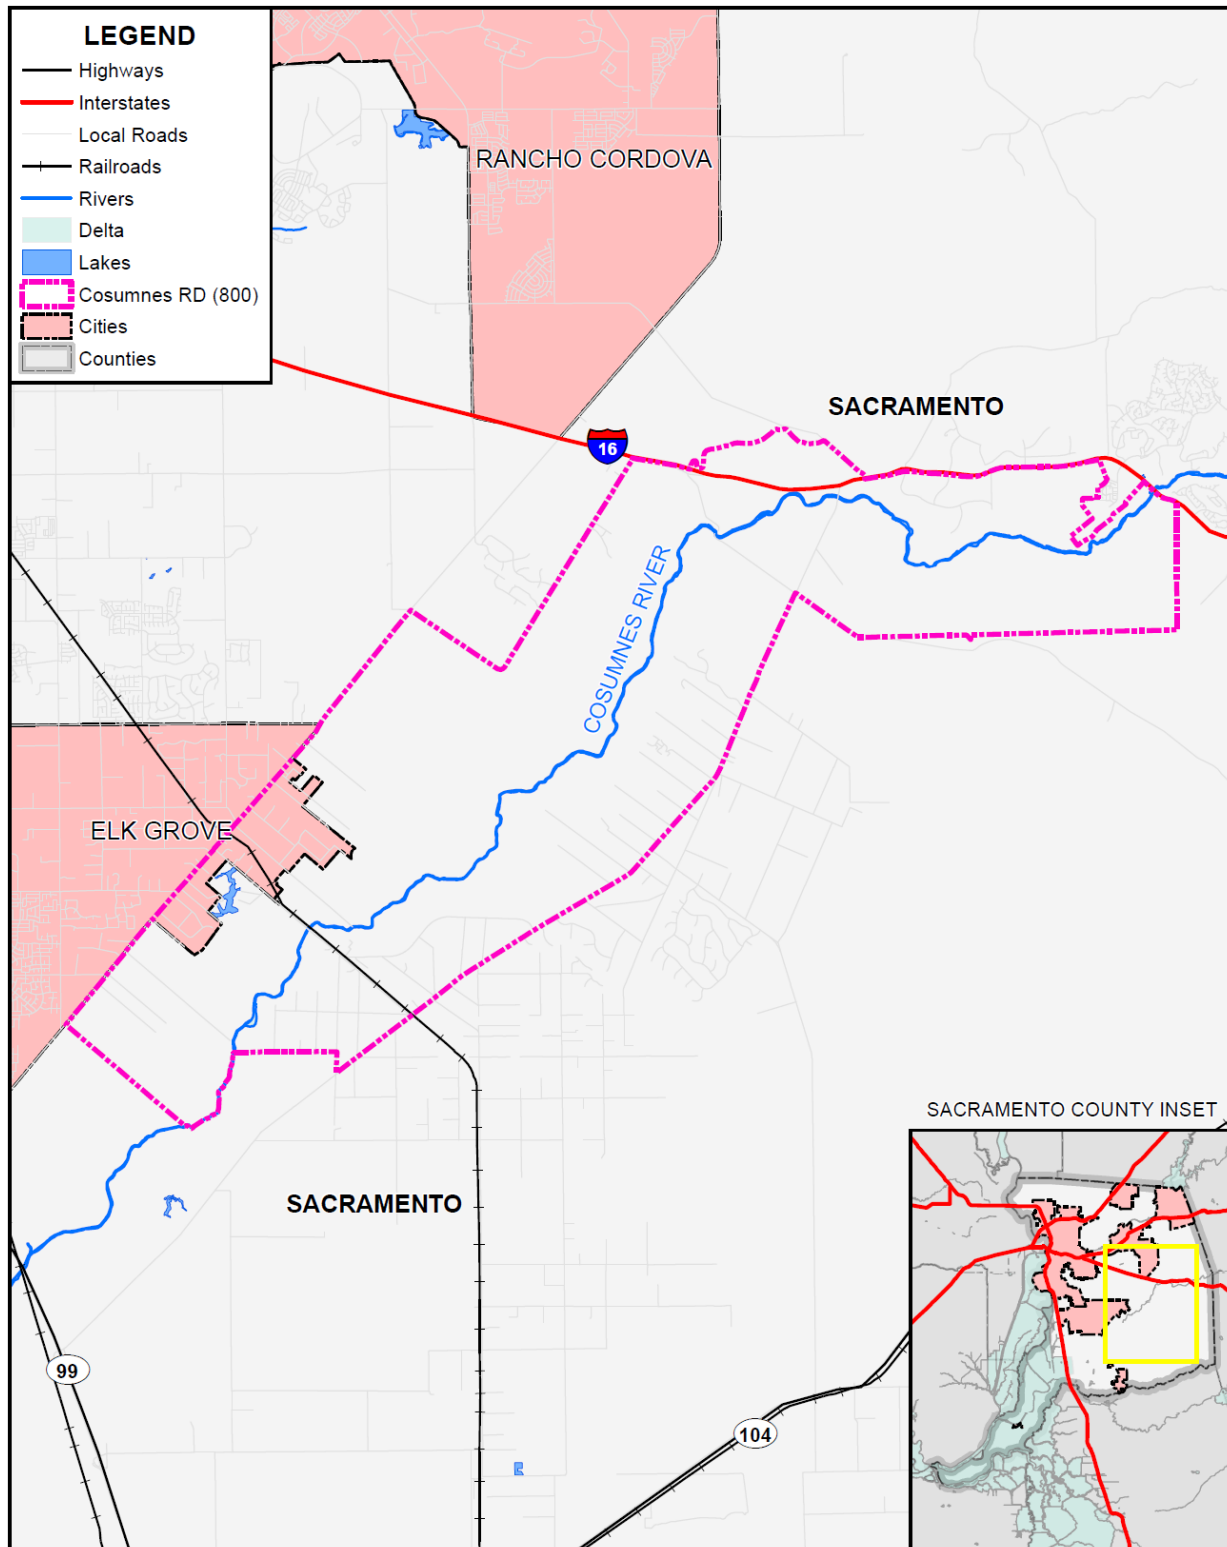 LEGEND
Highways
Interstates
Local Roads
Railroads
Rivers
Delta
Lakes
Cosumnes RD (800)
Cities
Counties
RANCHO CORDOVA
SACRAMENTO
16
COSUMNES RIVER
ELK GROVE
SACRAMENTO COUNTY INSET
SACRAMENTO
99
104